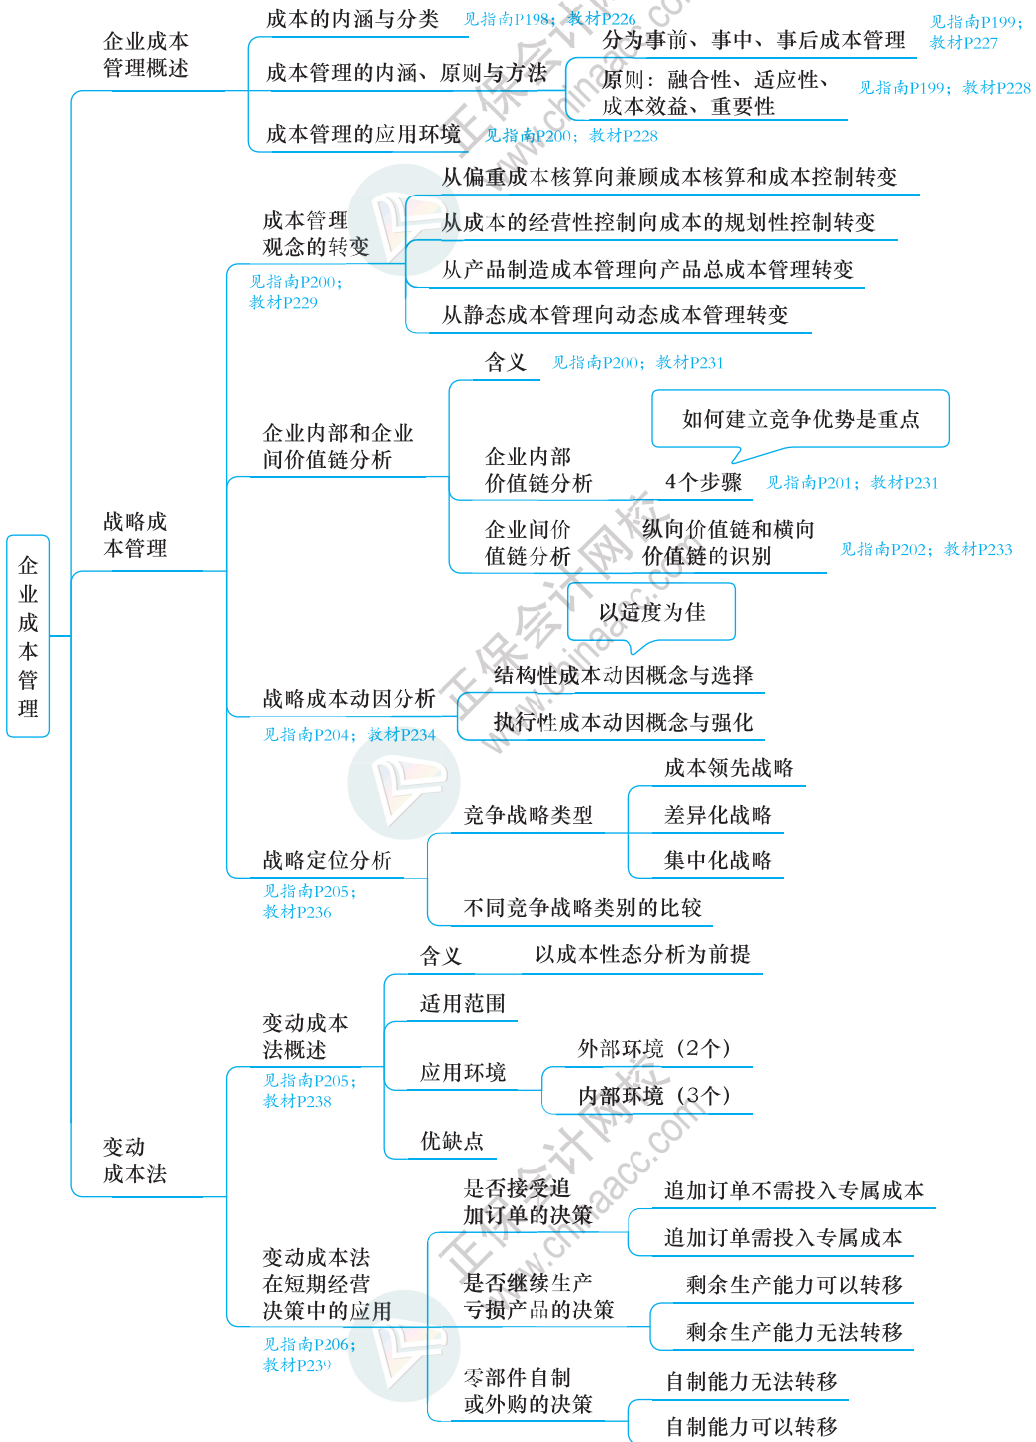 企业成本
管理概述
成本的内涵与分类
见指南P198；教材P226
成本管理的内涵、原则与方法
分为事前、事中、事后成本管理
见指南P199；
教材P227
原则：融合性、适应性、
成本效益、重要性
见指南P199；教材P228
成本管理的应用环境
见指南P200；教材P228
企业成本管理
战略成
本管理
成本管理
观念的转变
见指南P200；
教材P229
从偏重成本核算向兼顾成本核算和成本控制转变
从成本的经营性控制向成本的规划性控制转变
从产品制造成本管理向产品总成本管理转变
从静态成本管理向动态成本管理转变
企业内部和企业
间价值链分析
含义
见指南P200；教材P231
如何建立竞争优势是重点
企业内部
价值链分析
4个步骤
见指南P201；教材P231
企业间价
值链分析
纵向价值链和横向
价值链的识别
见指南P202；教材P233
以适度为佳
战略成本动因分析
见指南P204；教材P234
结构性成本动因概念与选择
执行性成本动因概念与强化
战略定位分析
见指南P205；
教材P236
竞争战略类型
成本领先战略
差异化战略
集中化战略
不同竞争战略类别的比较
变动
成本法
变动成本
法概述
见指南P205；
教材P238
含义
以成本性态分析为前提
适用范围
应用环境
外部环境（2个）
内部环境（3个）
优缺点
变动成本法
在短期经营
决策中的应用
见指南P206；
教材P239
是否接受追
加订单的决策
追加订单不需投入专属成本
追加订单需投入专属成本
是否继续生产
亏损产品的决策
剩余生产能力可以转移
剩余生产能力无法转移
零部件自制
或外购的决策
自制能力无法转移
自制能力可以转移
正保会计网校
www.chinaacc.com
正保会计网校
www.chinaacc.com
正保会计网校
www.chinaacc.com